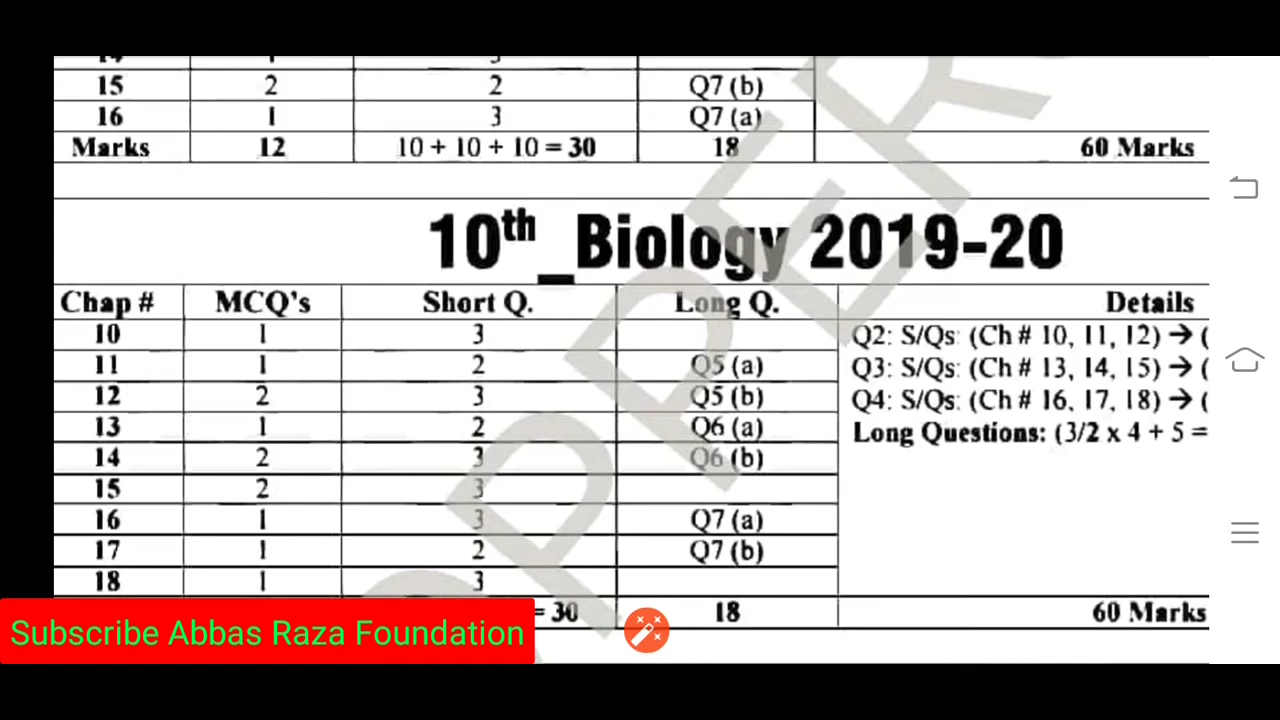 15 2 2 Q7 (b)
16 1 3 Q7 (a)
Marks 12 10 + 10 + 10 = 30 18 60 Marks
10th_Biology 2019-20
Chap # MCQ's Short Q. Long Q. Details
10 1 3 Q2: S/Qs: (Ch # 10, 11, 12) → (
11 1 2 Q5 (a) Q3: S/Qs: (Ch # 13, 14, 15) → (
12 2 3 Q5 (b) Q4: S/Qs: (Ch # 16, 17, 18) → (
13 1 2 Q6 (a) Long Questions: (3/2 x 4 + 5 =
14 2 3 Q6 (b)
15 2 3
16 1 3 Q7 (a)
17 1 2 Q7 (b)
18 1 3
= 30 18 60 Marks
Subscribe Abbas Raza Foundation